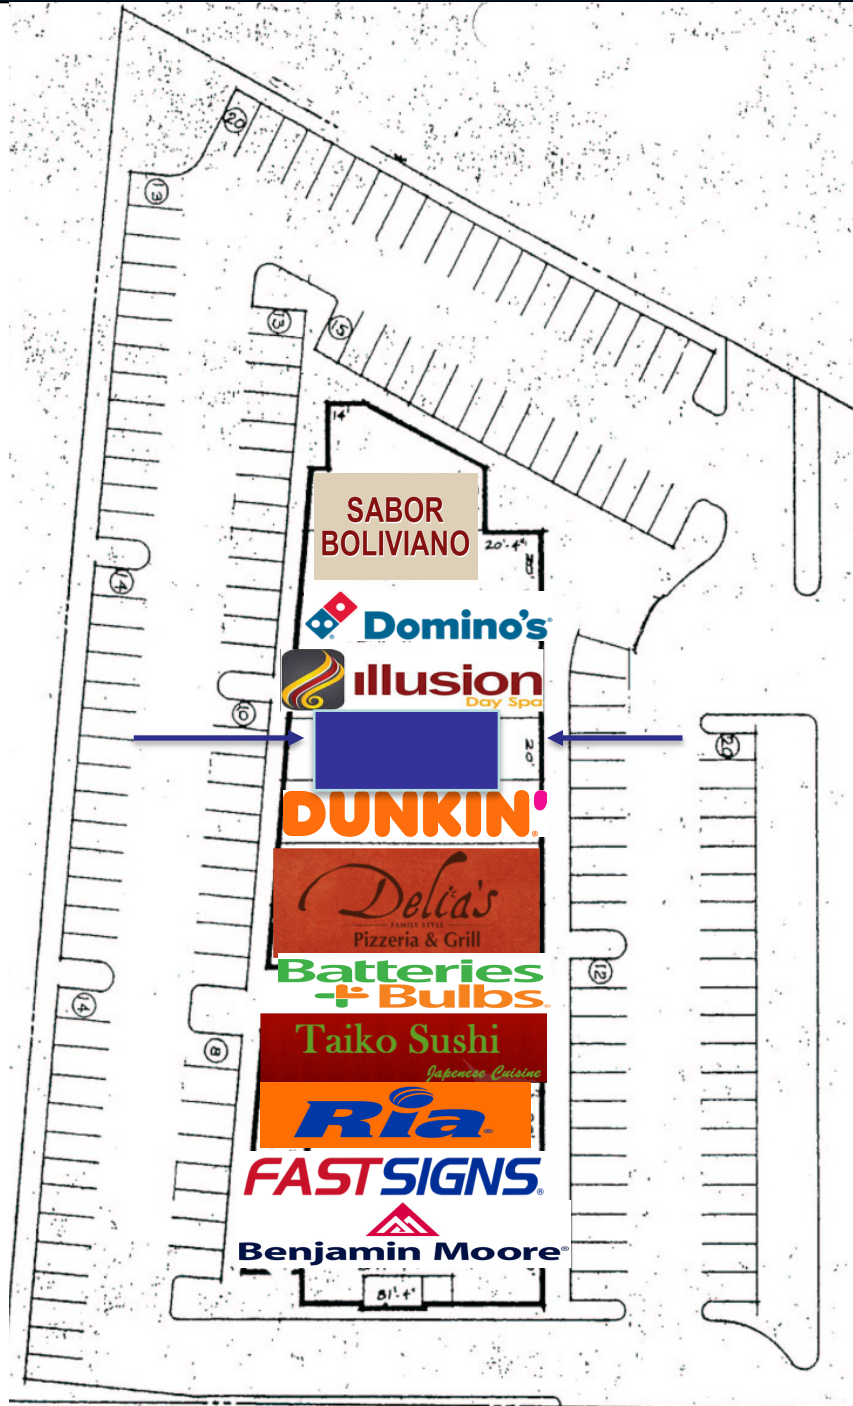 20
13
13
15
14'
SABOR
BOLIVIANO
20'-4"
14
Domino's®
illusion
Day Spa
10
20
20'
DUNKIN'®
Delia's
FAMILY STYLE
Pizzeria & Grill
Batteries
+ Bulbs
12
14
Taiko Sushi
Japenese Cuisine
8
Ria®
FASTSIGNS®
Benjamin Moore®
81'-4"